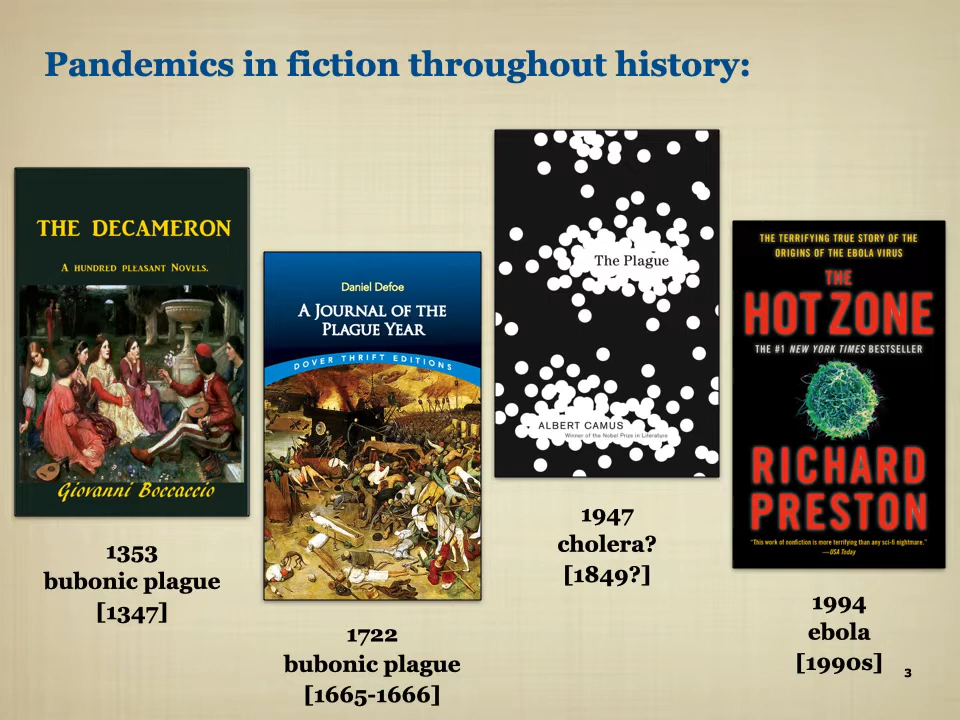 Pandemics in fiction throughout history:
THE DECAMERON
A HUNDRED PLEASANT NOVELS.
Giovanni Boccaccio
1353
bubonic plague
[1347]
Daniel Defoe
A JOURNAL OF THE
PLAGUE YEAR
DOVER THRIFT EDITIONS
1722
bubonic plague
[1665-1666]
The Plague
ALBERT CAMUS
Winner of the Nobel Prize in Literature
1947
cholera?
[1849?]
THE TERRIFYING TRUE STORY OF THE
ORIGINS OF THE EBOLA VIRUS
THE
HOT ZONE
THE #1 NEW YORK TIMES BESTSELLER
RICHARD
PRESTON
"This work of nonfiction is more terrifying than any sci-fi nightmare."
—USA Today
1994
ebola
[1990s]
3